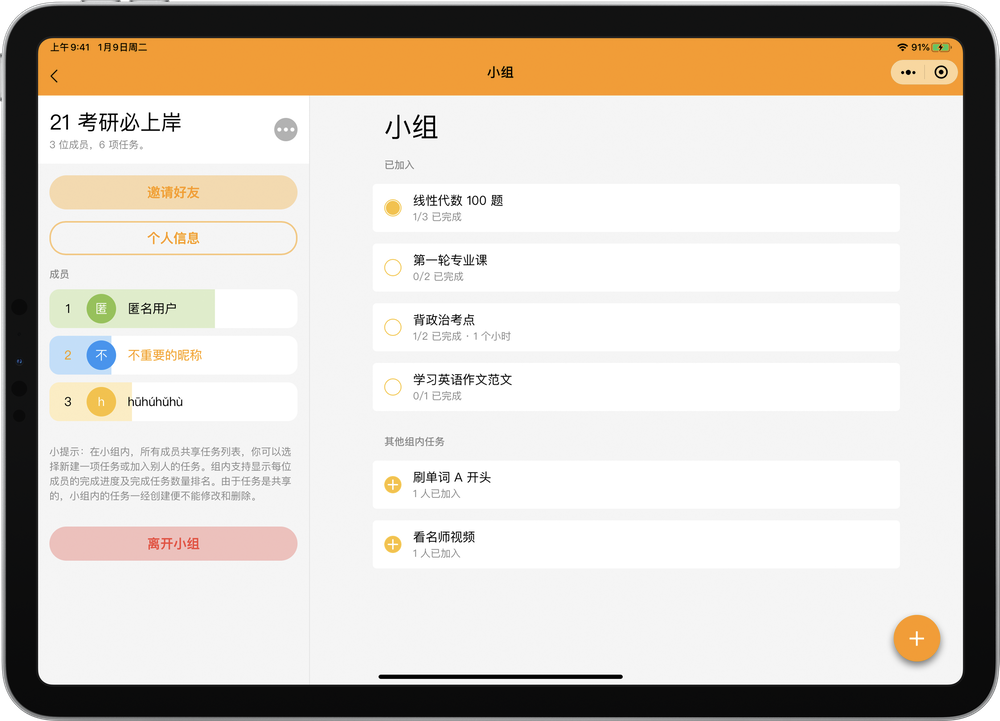 上午9:41 1月9日周二
91%
小组
21 考研必上岸
3 位成员，6 项任务。
邀请好友
个人信息
成员
1 匿 匿名用户
2 不 不重要的昵称
3 h hūhúhǔhù
小提示：在小组内，所有成员共享任务列表，你可以选
择新建一项任务或加入别人的任务。组内支持显示每位
成员的完成进度及完成任务数量排名。由于任务是共享
的，小组内的任务一经创建便不能修改和删除。
离开小组
小组
已加入
线性代数 100 题
1/3 已完成
第一轮专业课
0/2 已完成
背政治考点
1/2 已完成 · 1 个小时
学习英语作文范文
0/1 已完成
其他组内任务
刷单词 A 开头
1 人已加入
看名师视频
1 人已加入